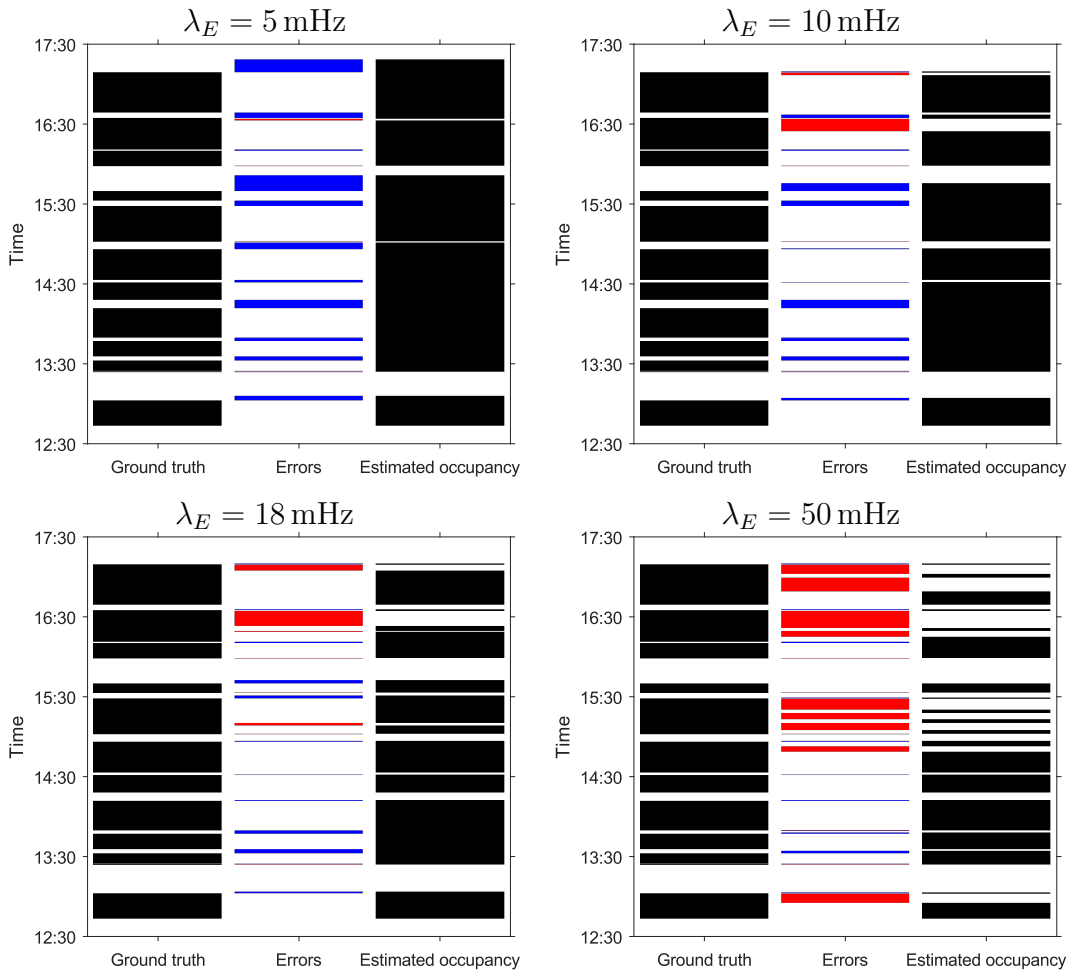 λ_E = 5 mHz
17:30
16:30
15:30
14:30
13:30
12:30
Time
Ground truth
Errors
Estimated occupancy
λ_E = 10 mHz
17:30
16:30
15:30
14:30
13:30
12:30
Time
Ground truth
Errors
Estimated occupancy
λ_E = 18 mHz
17:30
16:30
15:30
14:30
13:30
12:30
Time
Ground truth
Errors
Estimated occupancy
λ_E = 50 mHz
17:30
16:30
15:30
14:30
13:30
12:30
Time
Ground truth
Errors
Estimated occupancy